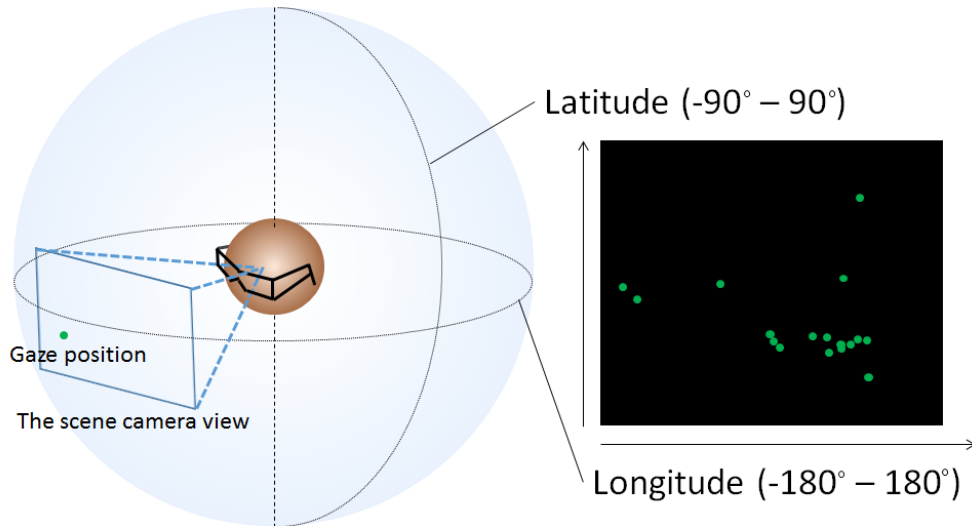 Latitude (-90° – 90°)
Gaze position
The scene camera view
Longitude (-180° – 180°)